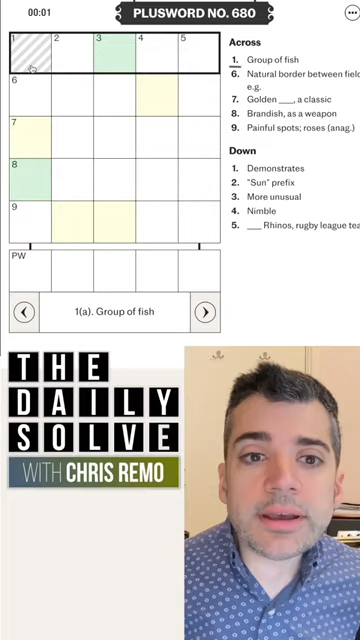 00:01
PLUSWORD NO. 680
1 2 3 4 5
6
7
8
9
PW
1(a). Group of fish
Across
1. Group of fish
6. Natural border between field
e.g.
7. Golden ___, a classic
8. Brandish, as a weapon
9. Painful spots; roses (anag.)
Down
1. Demonstrates
2. "Sun" prefix
3. More unusual
4. Nimble
5. ___ Rhinos, rugby league tea
THE
DAILY
SOLVE
WITH CHRIS REMO